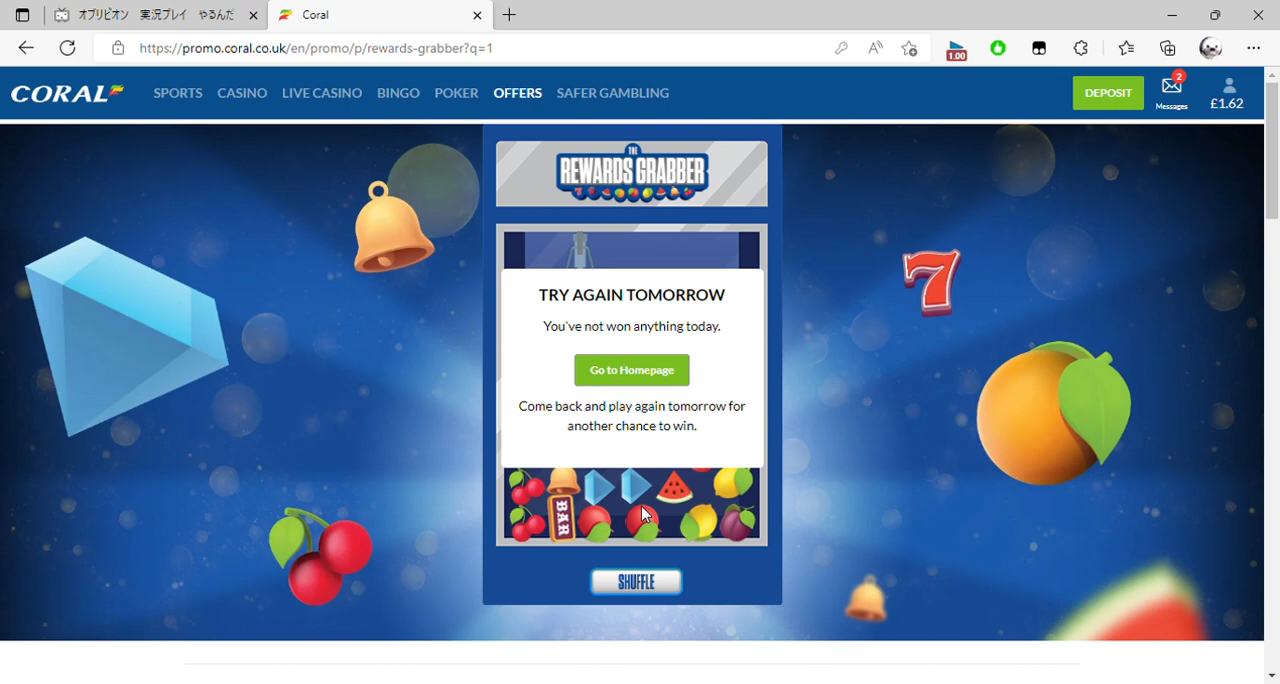 オブリビオン 実況プレイ やるんだ
Coral
https://promo.coral.co.uk/en/promo/p/rewards-grabber?q=1
1.00
CORAL
SPORTS CASINO LIVE CASINO BINGO POKER OFFERS SAFER GAMBLING
DEPOSIT
2
Messages
£1.62
THE
REWARDS GRABBER
7
TRY AGAIN TOMORROW
You've not won anything today.
Go to Homepage
Come back and play again tomorrow for
another chance to win.
BAR
SHUFFLE